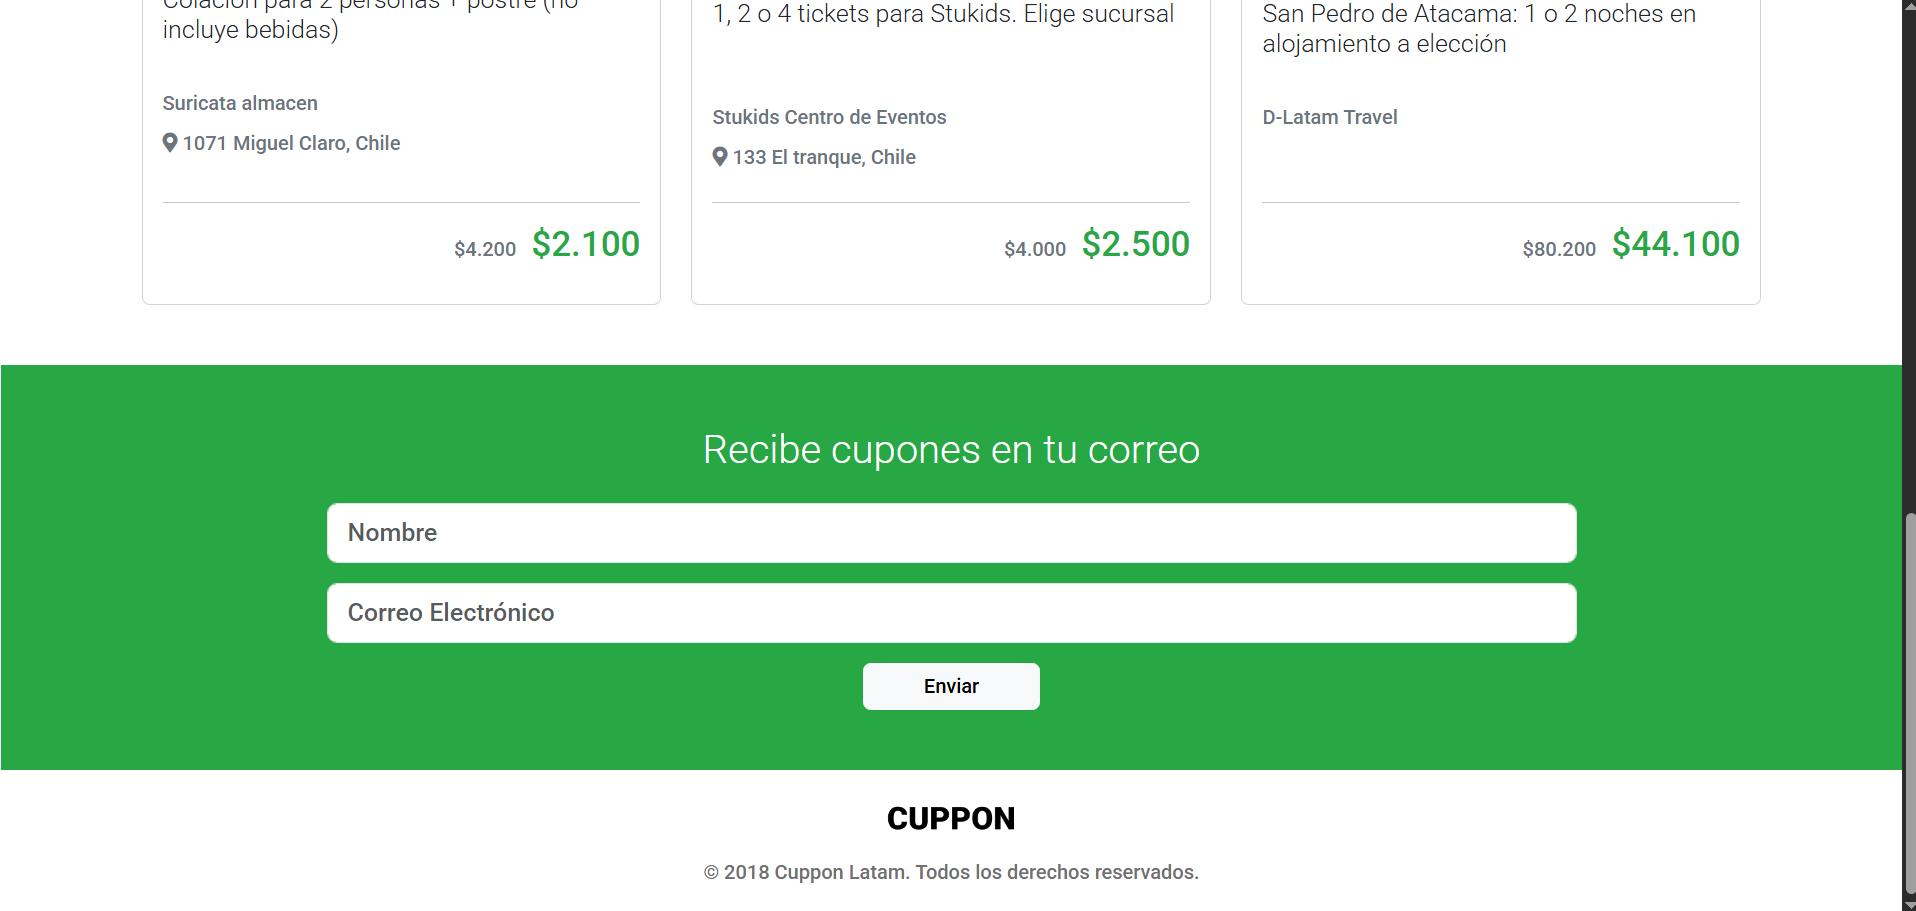 Colación para 2 personas + postre (no
incluye bebidas)
Suricata almacen
1071 Miguel Claro, Chile
$4.200 $2.100
1, 2 o 4 tickets para Stukids. Elige sucursal
Stukids Centro de Eventos
133 El tranque, Chile
$4.000 $2.500
San Pedro de Atacama: 1 o 2 noches en
alojamiento a elección
D-Latam Travel
$80.200 $44.100
Recibe cupones en tu correo
Nombre
Correo Electrónico
Enviar
CUPPON
© 2018 Cuppon Latam. Todos los derechos reservados.